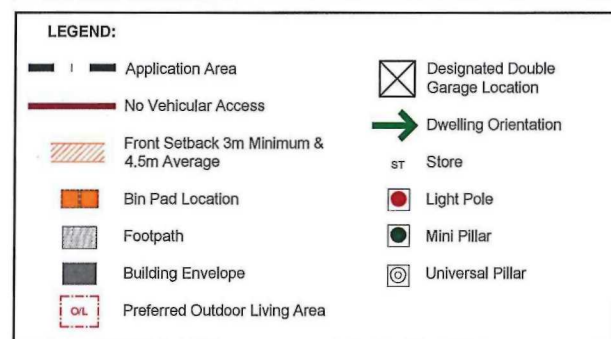 LEGEND:
Application Area
No Vehicular Access
Front Setback 3m Minimum &
4.5m Average
Bin Pad Location
Footpath
Building Envelope
O/L Preferred Outdoor Living Area
Designated Double
Garage Location
Dwelling Orientation
ST Store
Light Pole
Mini Pillar
Universal Pillar